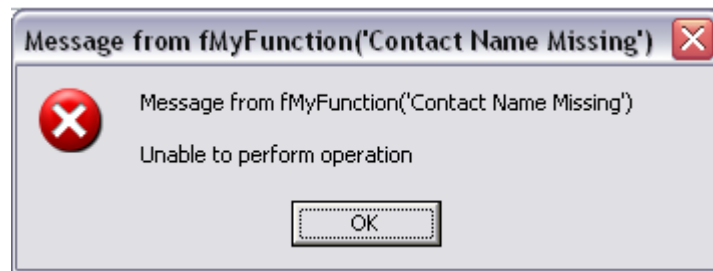 Message from fMyFunction('Contact Name Missing')
Message from fMyFunction('Contact Name Missing')
Unable to perform operation
OK